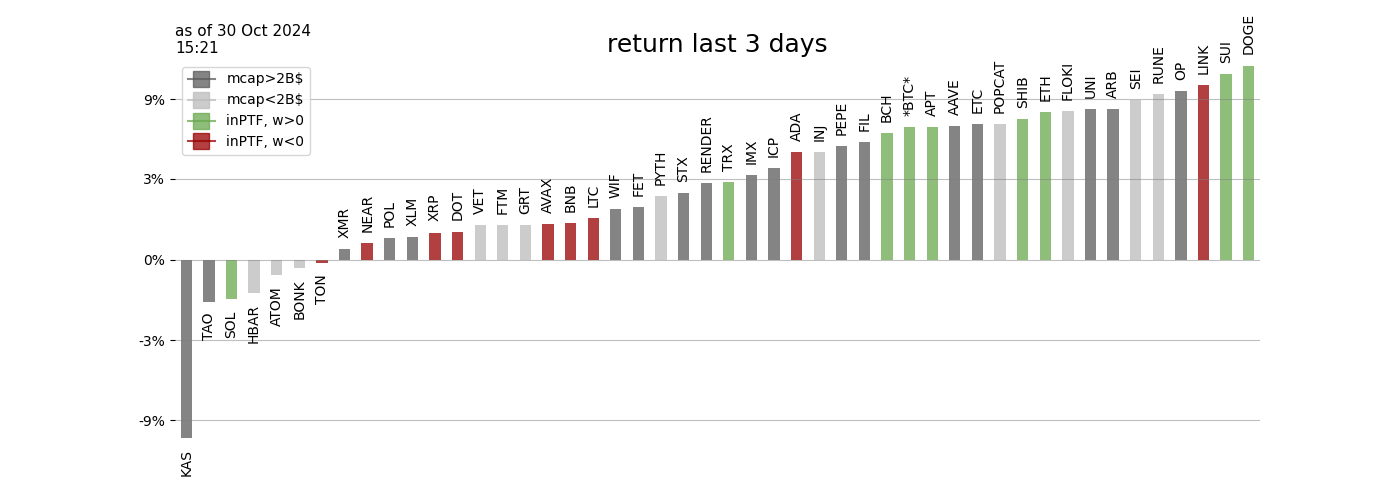 as of 30 Oct 2024
15:21
return last 3 days
mcap>2B$
mcap<2B$
inPTF, w>0
inPTF, w<0
9%
3%
0%
-3%
-9%
KAS
TAO
SOL
HBAR
ATOM
BONK
TON
XMR
NEAR
POL
XLM
XRP
DOT
VET
FTM
GRT
AVAX
BNB
LTC
WIF
FET
PYTH
STX
RENDER
TRX
IMX
ICP
ADA
INJ
PEPE
FIL
BCH
*BTC*
APT
AAVE
ETC
POPCAT
SHIB
ETH
FLOKI
UNI
ARB
SEI
RUNE
OP
LINK
SUI
DOGE